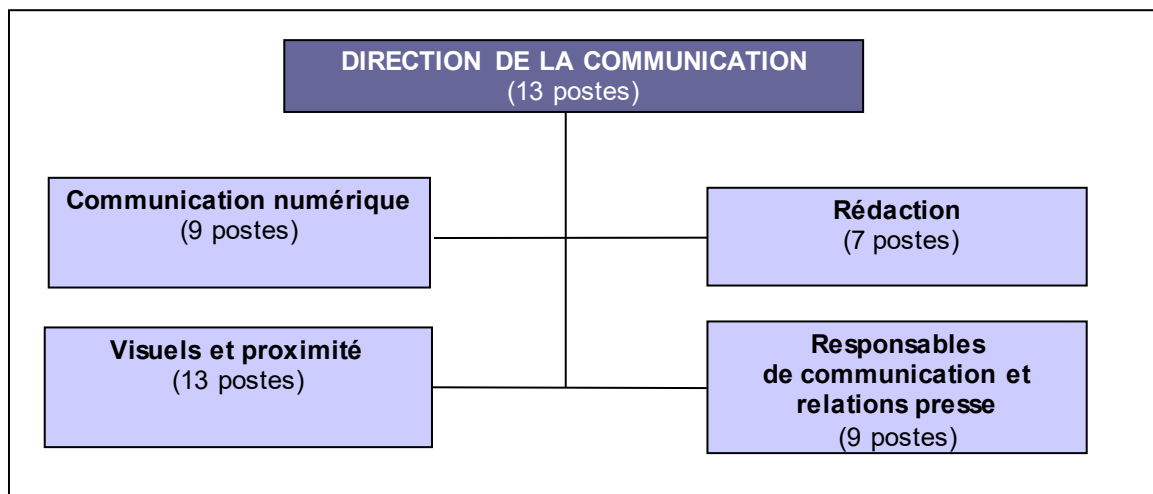 DIRECTION DE LA COMMUNICATION
(13 postes)
Communication numérique
(9 postes)
Rédaction
(7 postes)
Visuels et proximité
(13 postes)
Responsables
de communication et
relations presse
(9 postes)